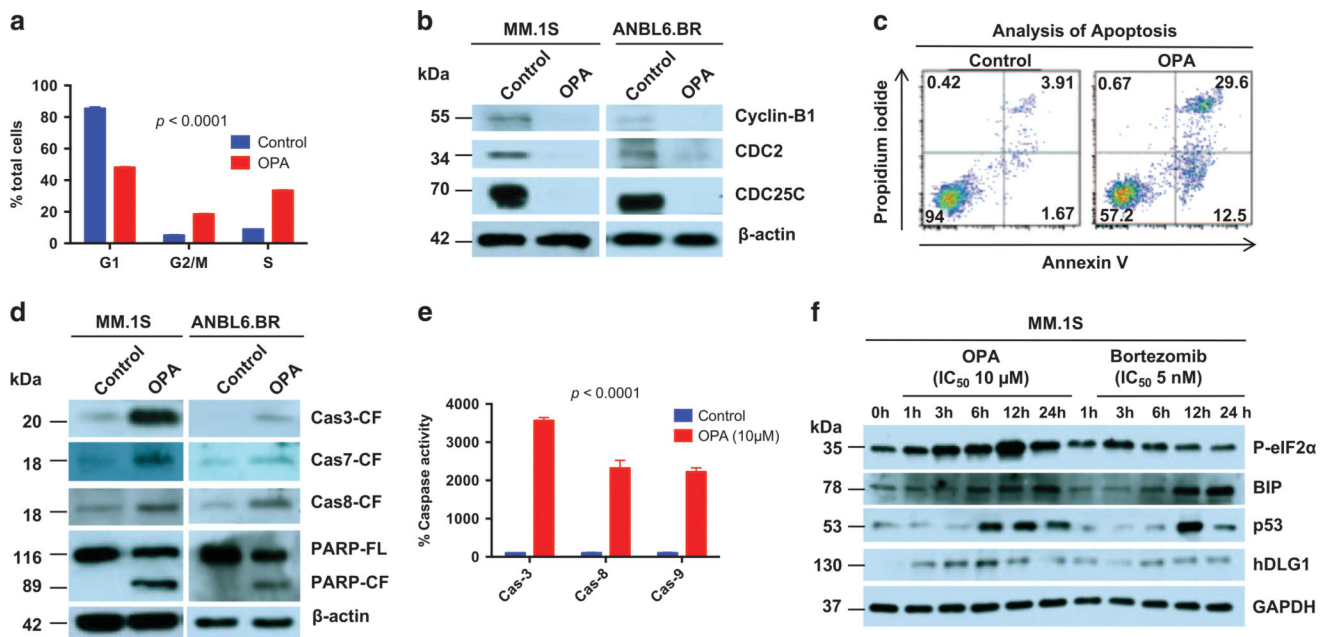 a
% total cells
100
80
60
40
20
0
p < 0.0001
Control
OPA
G1 G2/M S
b
MM.1S ANBL6.BR
kDa
Control OPA Control OPA
55 Cyclin-B1
34 CDC2
70 CDC25C
42 β-actin
c
Analysis of Apoptosis
Control OPA
Propidium iodide
0.42 3.91 0.67 29.6
94 1.67 57.2 12.5
Annexin V
d
MM.1S ANBL6.BR
kDa
Control OPA Control OPA
20 Cas3-CF
18 Cas7-CF
18 Cas8-CF
116 PARP-FL
89 PARP-CF
42 β-actin
e
% Caspase activity
4000
3000
2000
1000
0
p < 0.0001
Control
OPA (10μM)
Cas-3 Cas-8 Cas-9
f
MM.1S
OPA Bortezomib
(IC50 10 μM) (IC50 5 nM)
kDa
0h 1h 3h 6h 12h 24h 1h 3h 6h 12h 24 h
35 P-eIF2α
78 BIP
53 p53
130 hDLG1
37 GAPDH